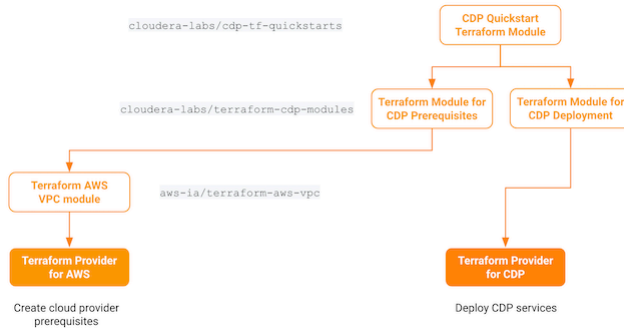 cloudera-labs/cdp-tf-quickstarts
CDP Quickstart
Terraform Module
cloudera-labs/terraform-cdp-modules
Terraform Module for
CDP Prerequisites
Terraform Module for
CDP Deployment
Terraform AWS
VPC module
aws-ia/terraform-aws-vpc
Terraform Provider
for AWS
Terraform Provider
for CDP
Create cloud provider
prerequisites
Deploy CDP services